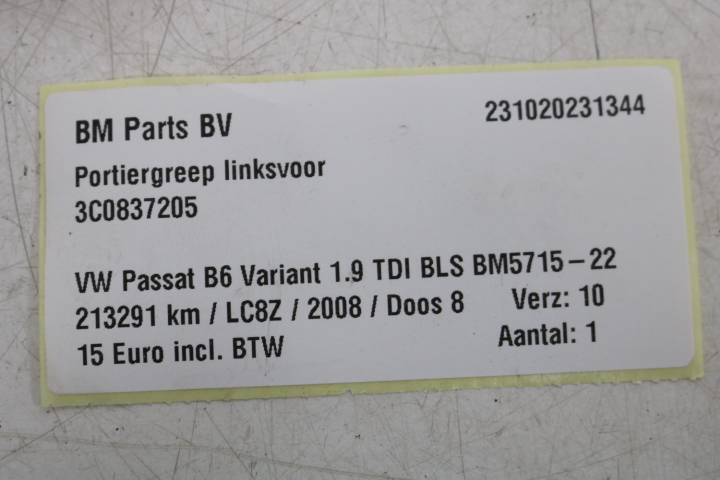 BM Parts BV 231020231344
Portiergreep linksvoor
3C0837205
VW Passat B6 Variant 1.9 TDI BLS BM5715-22
213291 km / LC8Z / 2008 / Doos 8 Verz: 10
15 Euro incl. BTW Aantal: 1